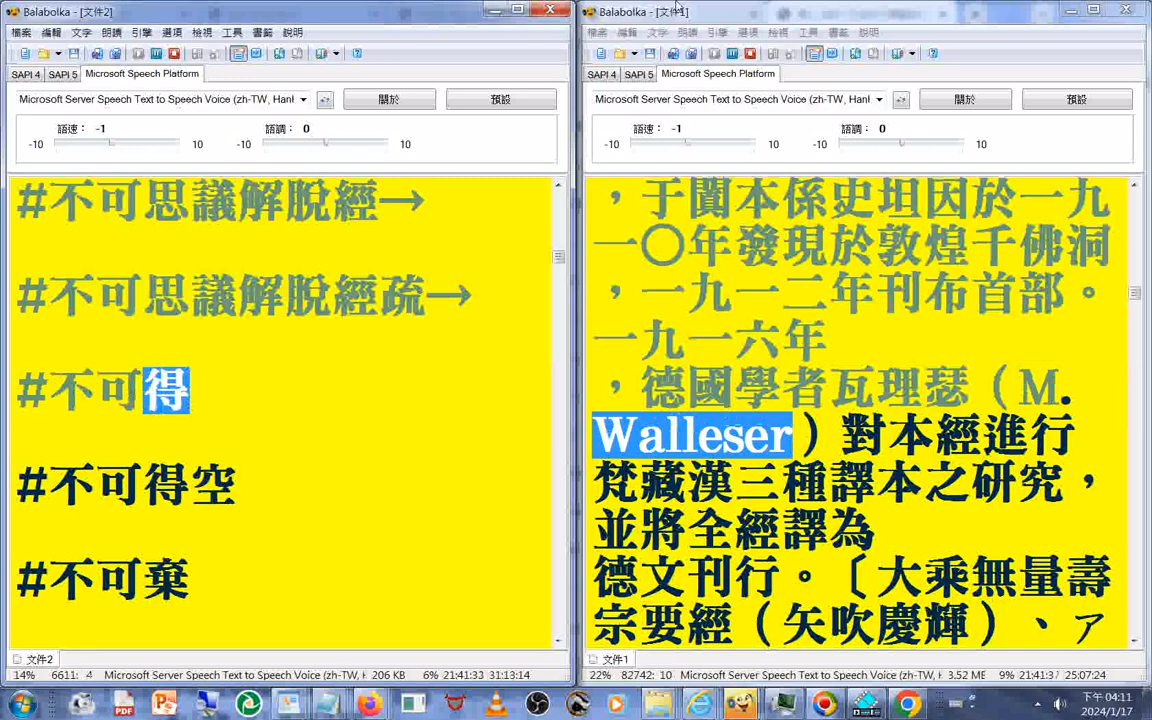 Balabolka - [文件2]
檔案 編輯 文字 朗讀 引擎 選項 檢視 工具 書籤 說明
SAPI 4 SAPI 5 Microsoft Speech Platform
Microsoft Server Speech Text to Speech Voice (zh-TW, Hanl
關於 預設
語速： -1 語調： 0
-10 10 -10 10
#不可思議解脫經→
#不可思議解脫經疏→
#不可得
#不可得空
#不可棄
文件2
14% 6611: 4 Microsoft Server Speech Text to Speech Voice (zh-TW, 206 KB 6% 21:41:33 31:13:14
Balabolka - [文件1]
檔案 編輯 文字 朗讀 引擎 選項 檢視 工具 書籤 說明
SAPI 4 SAPI 5 Microsoft Speech Platform
Microsoft Server Speech Text to Speech Voice (zh-TW, Hanl
關於 預設
語速： -1 語調： 0
-10 10 -10 10
，于闐本係史坦因於一九
一〇年發現於敦煌千佛洞
，一九一二年刊布首部。
一九一六年
，德國學者瓦理瑟（M.
Walleser）對本經進行
梵藏漢三種譯本之研究，
並將全經譯為
德文刊行。〔大乘無量壽
宗要經（矢吹慶輝）、ア
文件1
22% 82742: 10 Microsoft Server Speech Text to Speech Voice (zh-TW, 3.52 ME 9% 21:41:37 25:07:24
下午 04:11
2024/1/17